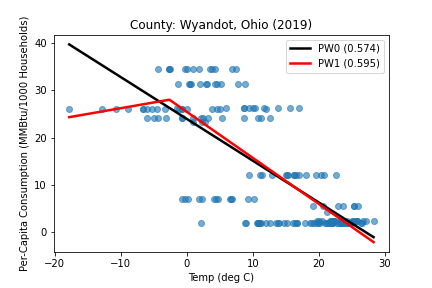 County: Wyandot, Ohio (2019)
Per-Capita Consumption (MMBtu/1000 Households)
40
30
20
10
0
PW0 (0.574)
PW1 (0.595)
−20
−10
0
10
20
30
Temp (deg C)